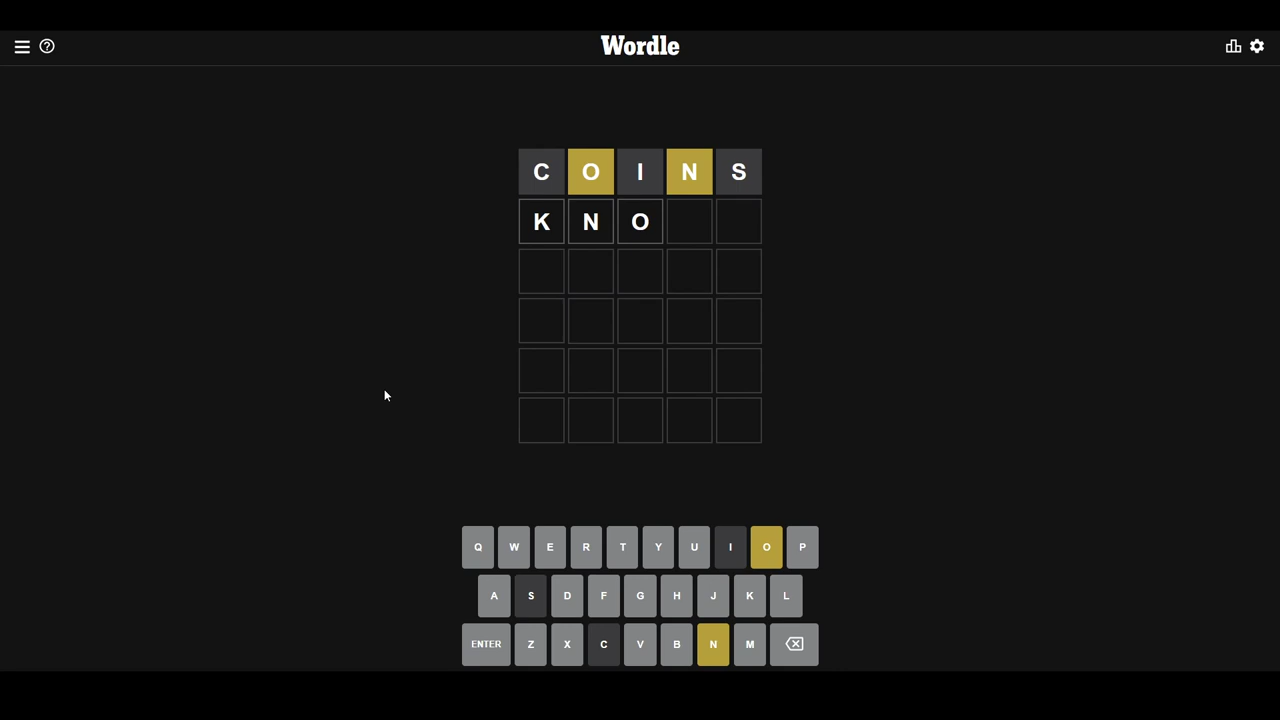 Wordle
C O I N S
K N O
Q W E R T Y U I O P
A S D F G H J K L
ENTER Z X C V B N M